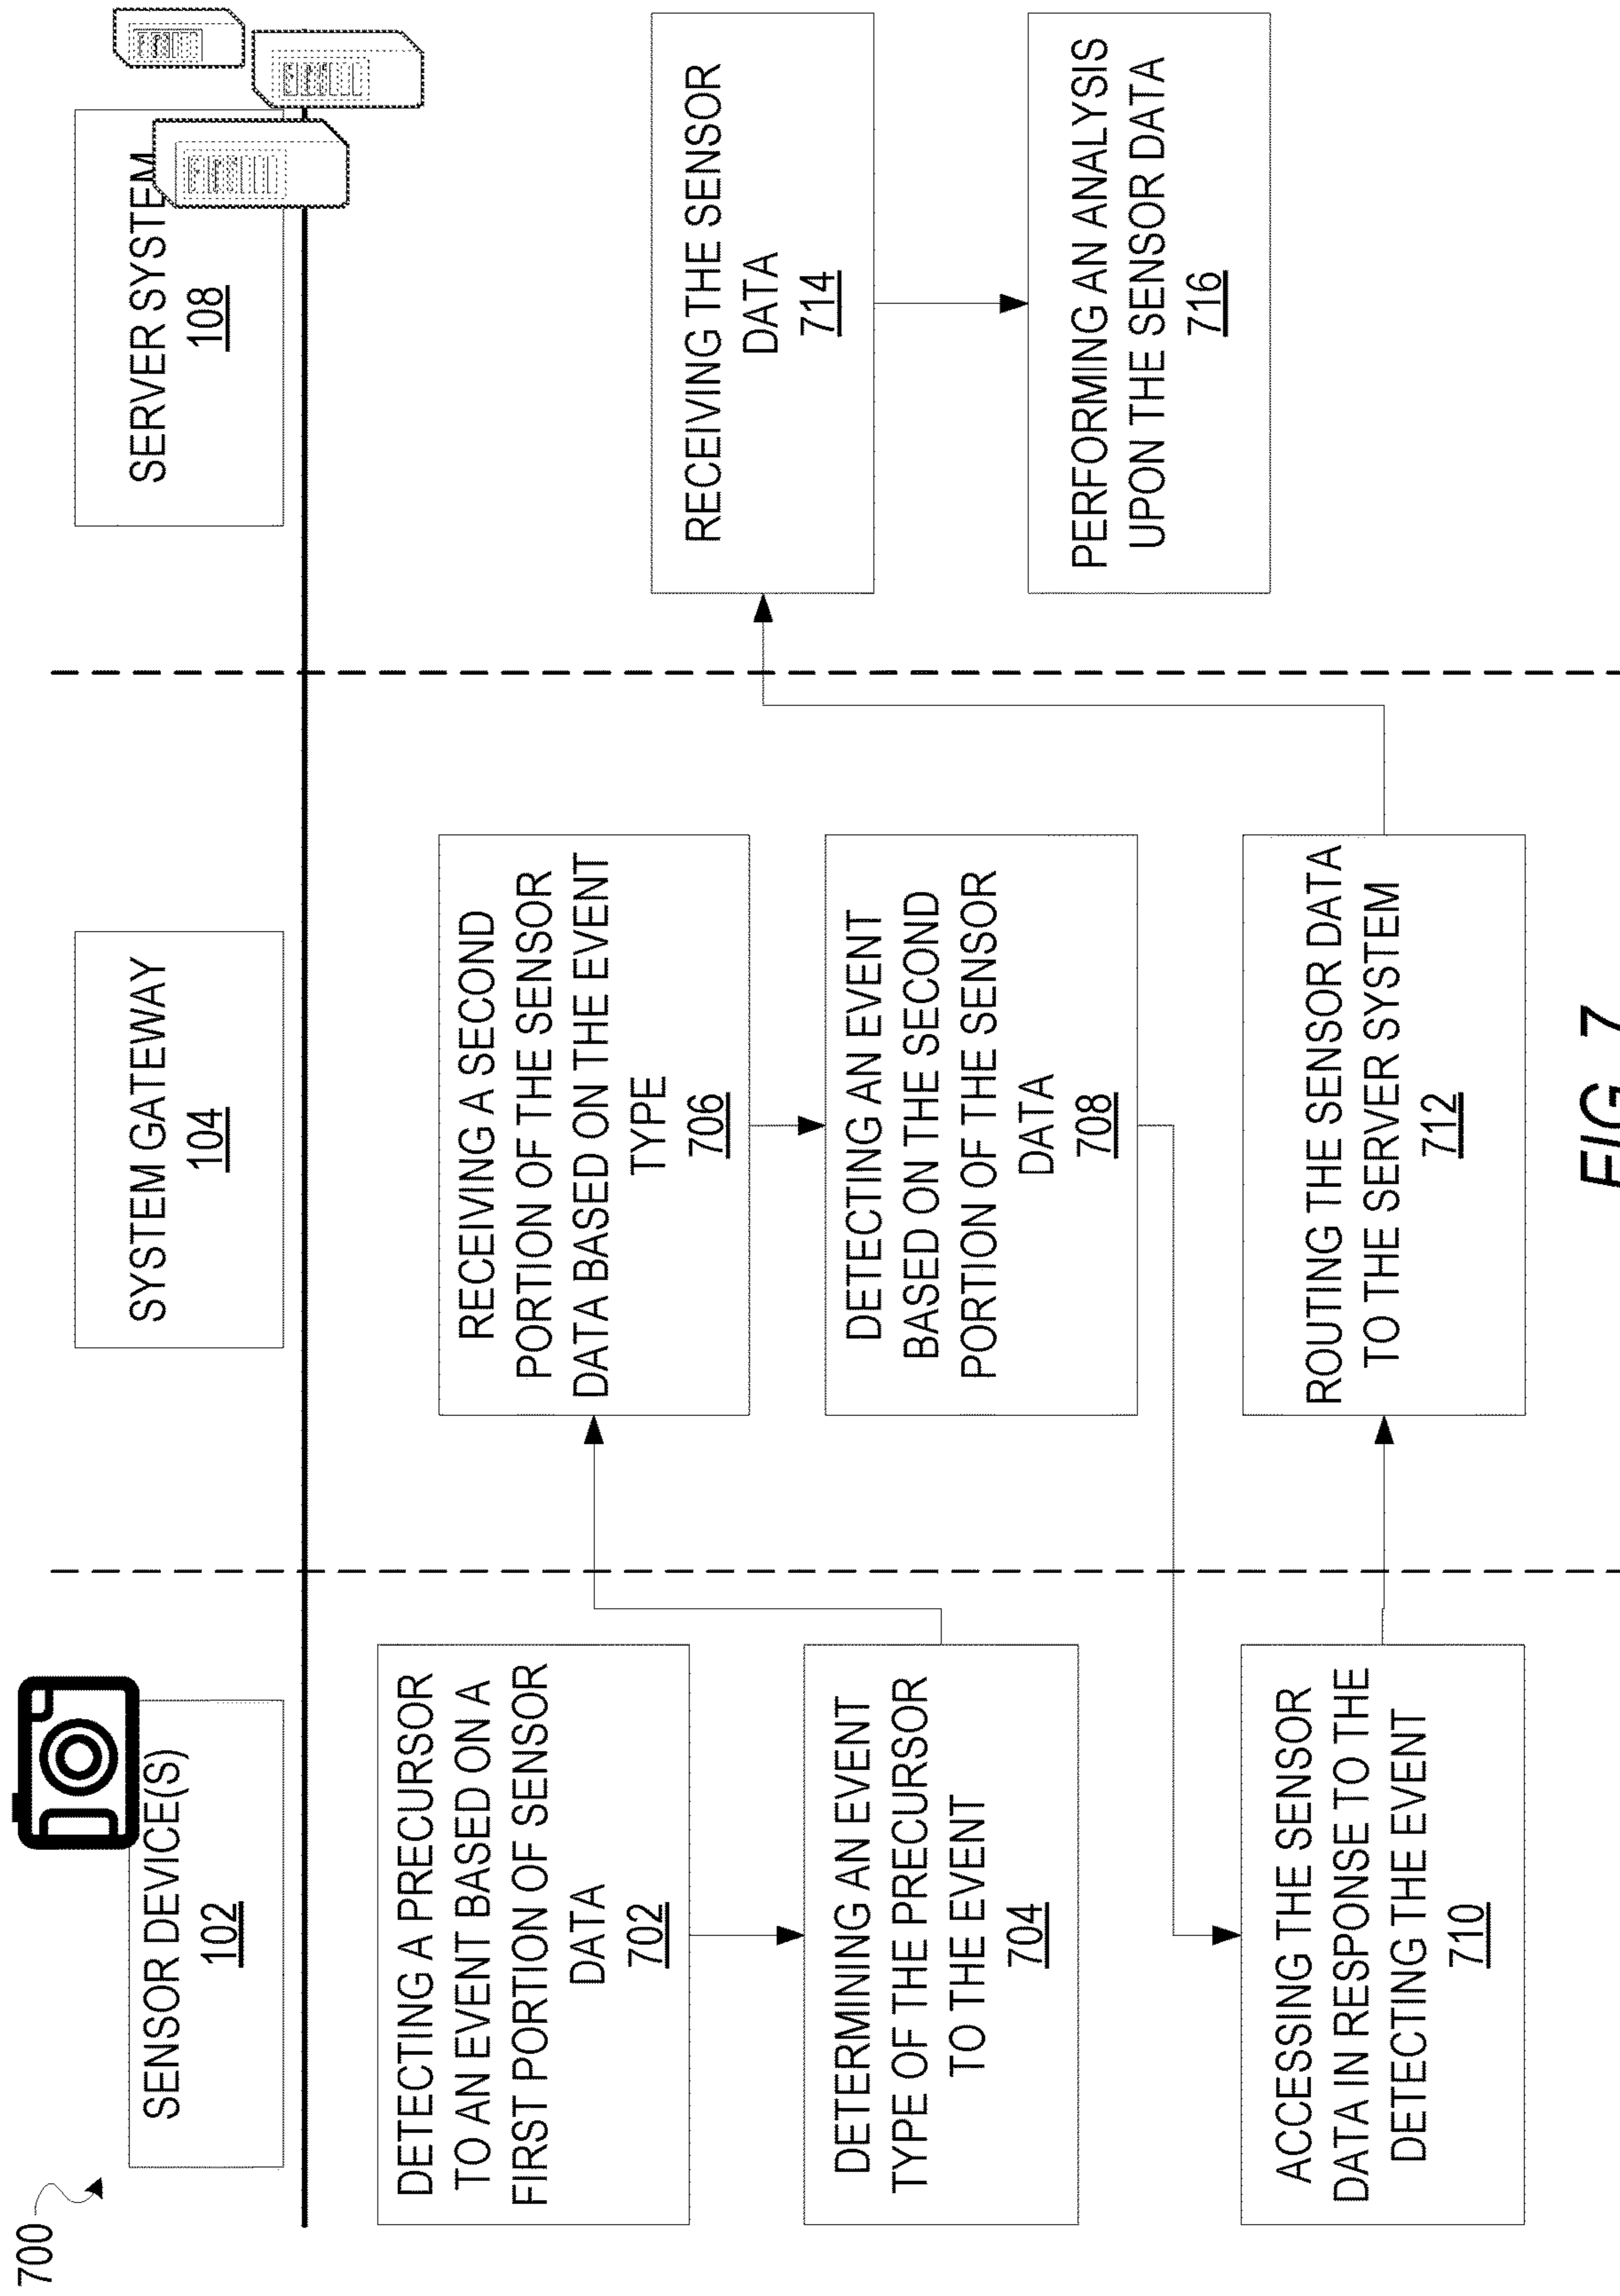 700
SENSOR DEVICE(S)
102
SYSTEM GATEWAY
104
SERVER SYSTEM
108
DETECTING A PRECURSOR
TO AN EVENT BASED ON A
FIRST PORTION OF SENSOR
DATA
702
DETERMINING AN EVENT
TYPE OF THE PRECURSOR
TO THE EVENT
704
RECEIVING A SECOND
PORTION OF THE SENSOR
DATA BASED ON THE EVENT
TYPE
706
DETECTING AN EVENT
BASED ON THE SECOND
PORTION OF THE SENSOR
DATA
708
ACCESSING THE SENSOR
DATA IN RESPONSE TO THE
DETECTING THE EVENT
710
ROUTING THE SENSOR DATA
TO THE SERVER SYSTEM
712
RECEIVING THE SENSOR
DATA
714
PERFORMING AN ANALYSIS
UPON THE SENSOR DATA
716
FIG. 7